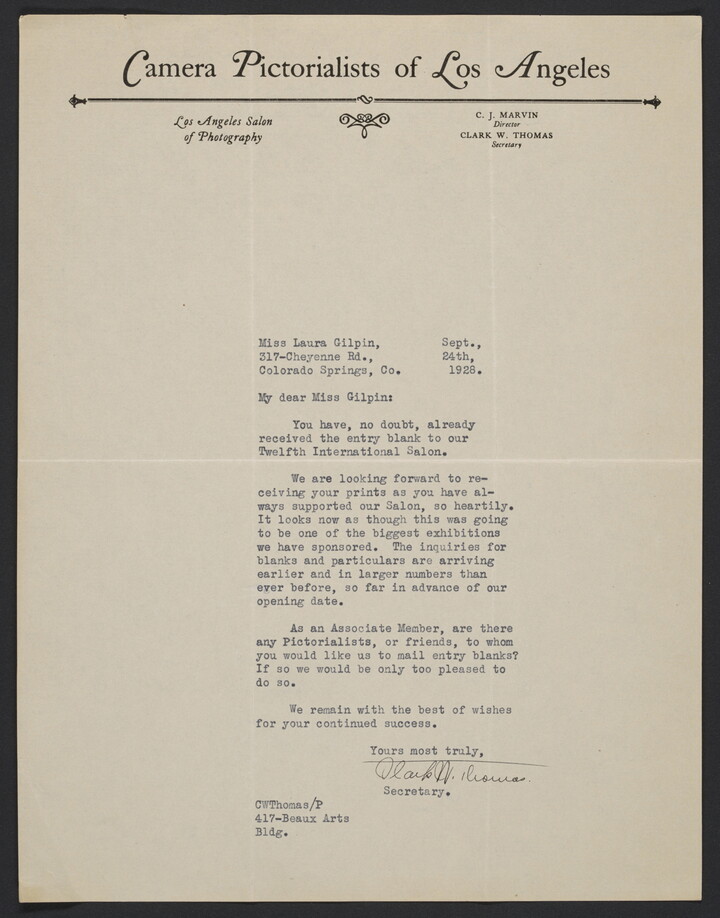 Camera Pictorialists of Los Angeles
Los Angeles Salon
of Photography
C. J. MARVIN
Director
CLARK W. THOMAS
Secretary
Miss Laura Gilpin, Sept.,
317-Cheyenne Rd., 24th,
Colorado Springs, Co. 1928.
My dear Miss Gilpin:
You have, no doubt, already
received the entry blank to our
Twelfth International Salon.
We are looking forward to re-
ceiving your prints as you have al-
ways supported our Salon, so heartily.
It looks now as though this was going
to be one of the biggest exhibitions
we have sponsored. The inquiries for
blanks and particulars are arriving
earlier and in larger numbers than
ever before, so far in advance of our
opening date.
As an Associate Member, are there
any Pictorialists, or friends, to whom
you would like us to mail entry blanks?
If so we would be only too pleased to
do so.
We remain with the best of wishes
for your continued success.
Yours most truly,
Clark W. Thomas.
Secretary.
CWThomas/P
417-Beaux Arts
Bldg.